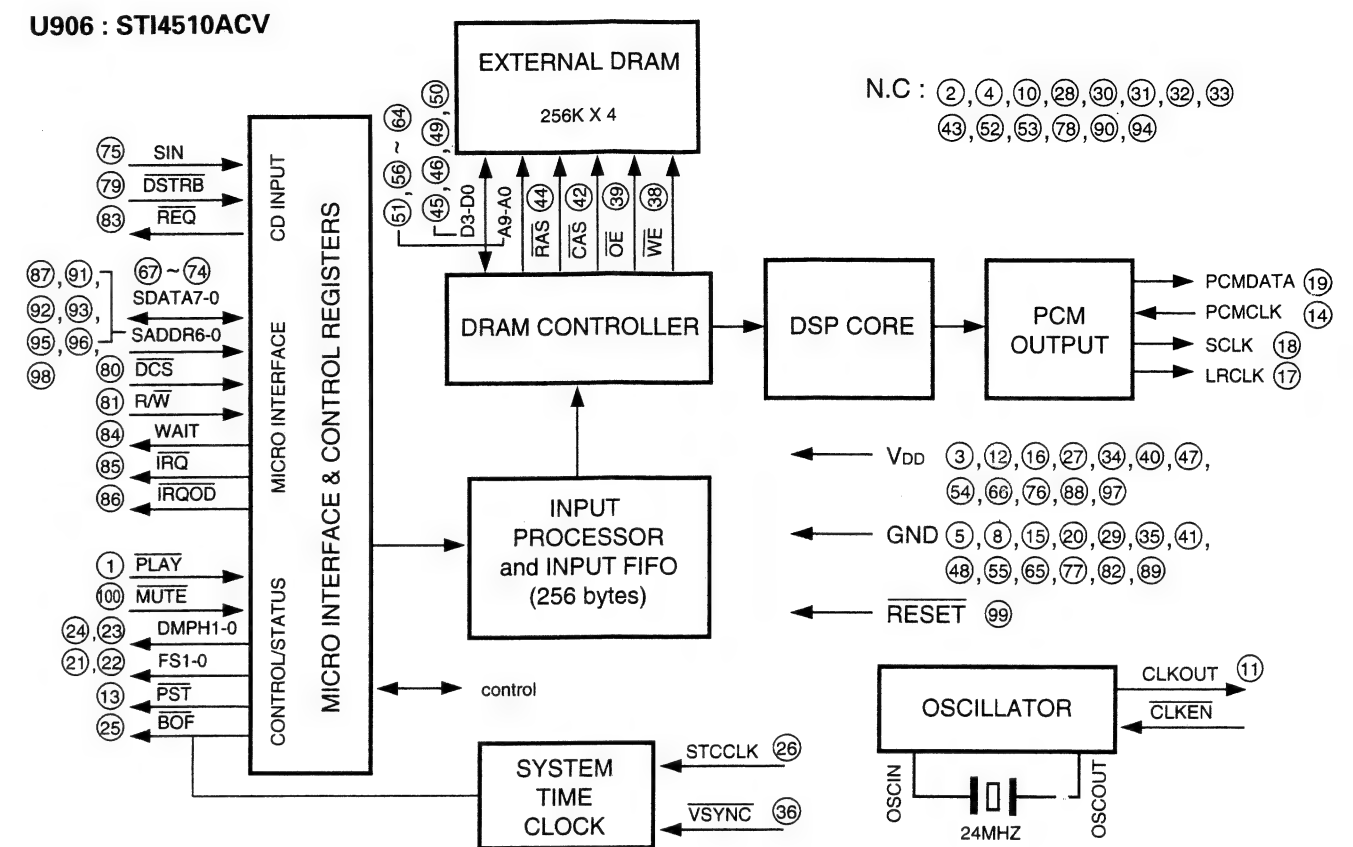 U906 : STI4510ACV
EXTERNAL DRAM
256K X 4
N.C : 2, 4, 10, 28, 30, 31, 32, 33
43, 52, 53, 78, 90, 94
75 SIN
79 DSTRB
83 REQ
CD INPUT
87, 91,
92, 93,
95, 96,
98
67 ~ 74
SDATA7-0
SADDR6-0
80 DCS
81 R/W
84 WAIT
85 IRQ
86 IRQOD
MICRO INTERFACE
1 PLAY
100 MUTE
24, 23 DMPH1-0
21, 22 FS1-0
13 PST
25 BOF
CONTROL/STATUS
MICRO INTERFACE & CONTROL REGISTERS
51, 56 ~ 64
45, 46, 49, 50
D3-D0
A9-A0
RAS 44
CAS 42
OE 39
WE 38
DRAM CONTROLLER
DSP CORE
PCM
OUTPUT
PCMDATA 19
PCMCLK 14
SCLK 18
LRCLK 17
INPUT
PROCESSOR
and INPUT FIFO
(256 bytes)
control
VDD 3, 12, 16, 27, 34, 40, 47,
54, 66, 76, 88, 97
GND 5, 8, 15, 20, 29, 35, 41,
48, 55, 65, 77, 82, 89
RESET 99
SYSTEM
TIME
CLOCK
STCCLK 26
VSYNC 36
OSCILLATOR
CLKOUT 11
CLKEN
OSCIN
OSCOUT
24MHZ